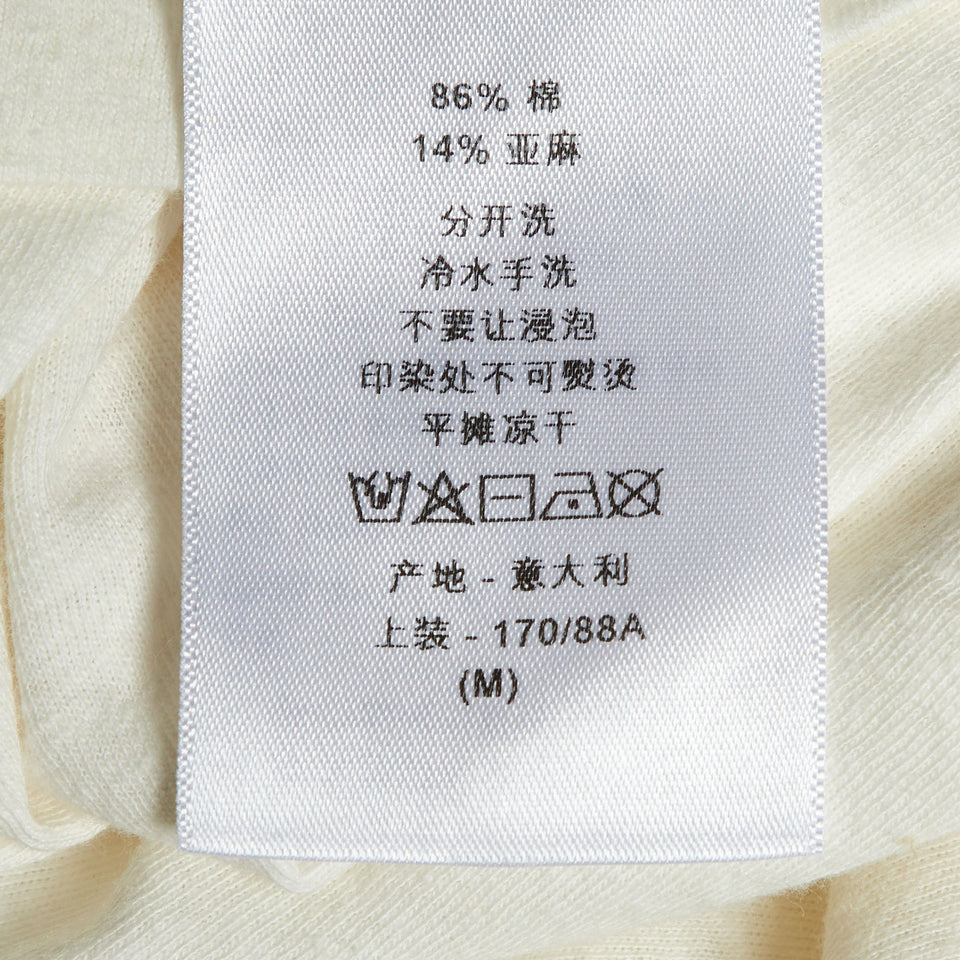 86% 棉
14% 亚麻
分开洗
冷水手洗
不要让浸泡
印染处不可熨烫
平摊凉干
产地 - 意大利
上装 - 170/88A
(M)